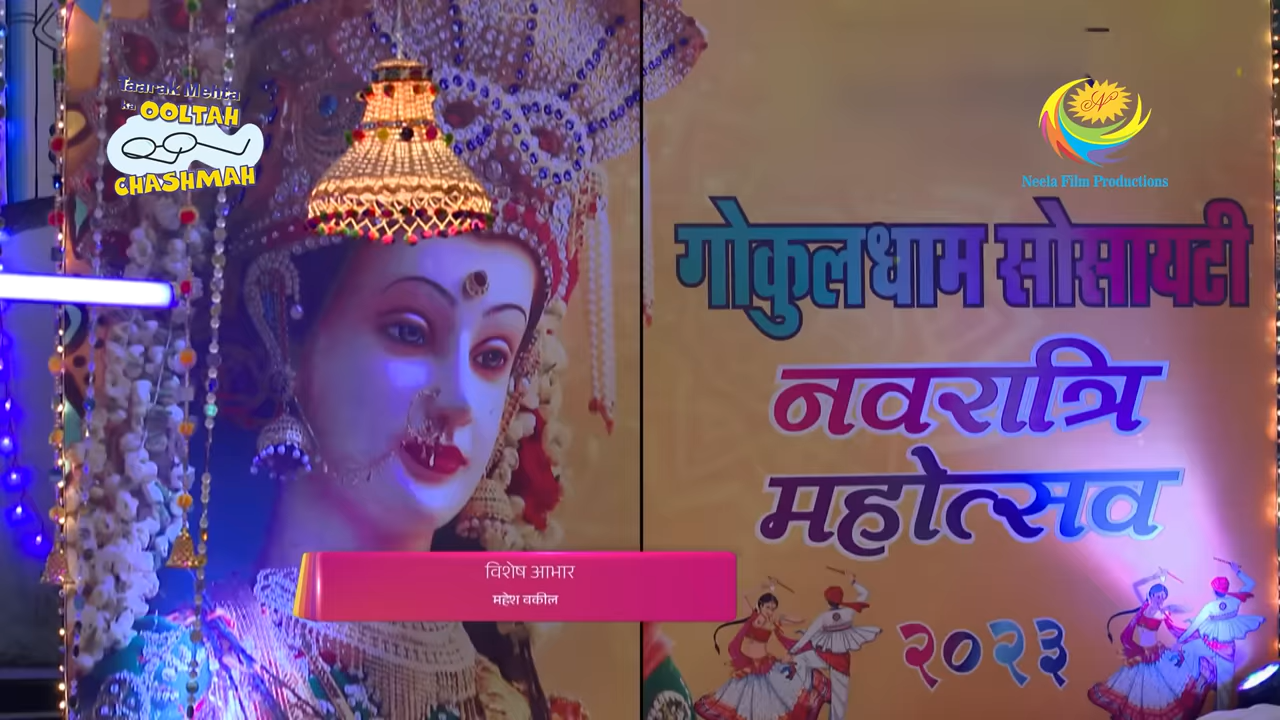 Taarak Mehta
ka OOLTAH
CHASHMAH
Neela Film Productions
गोकुलधाम सोसायटी
नवरात्रि
महोत्सव
२०२३
विशेष आभार
महेश वकील